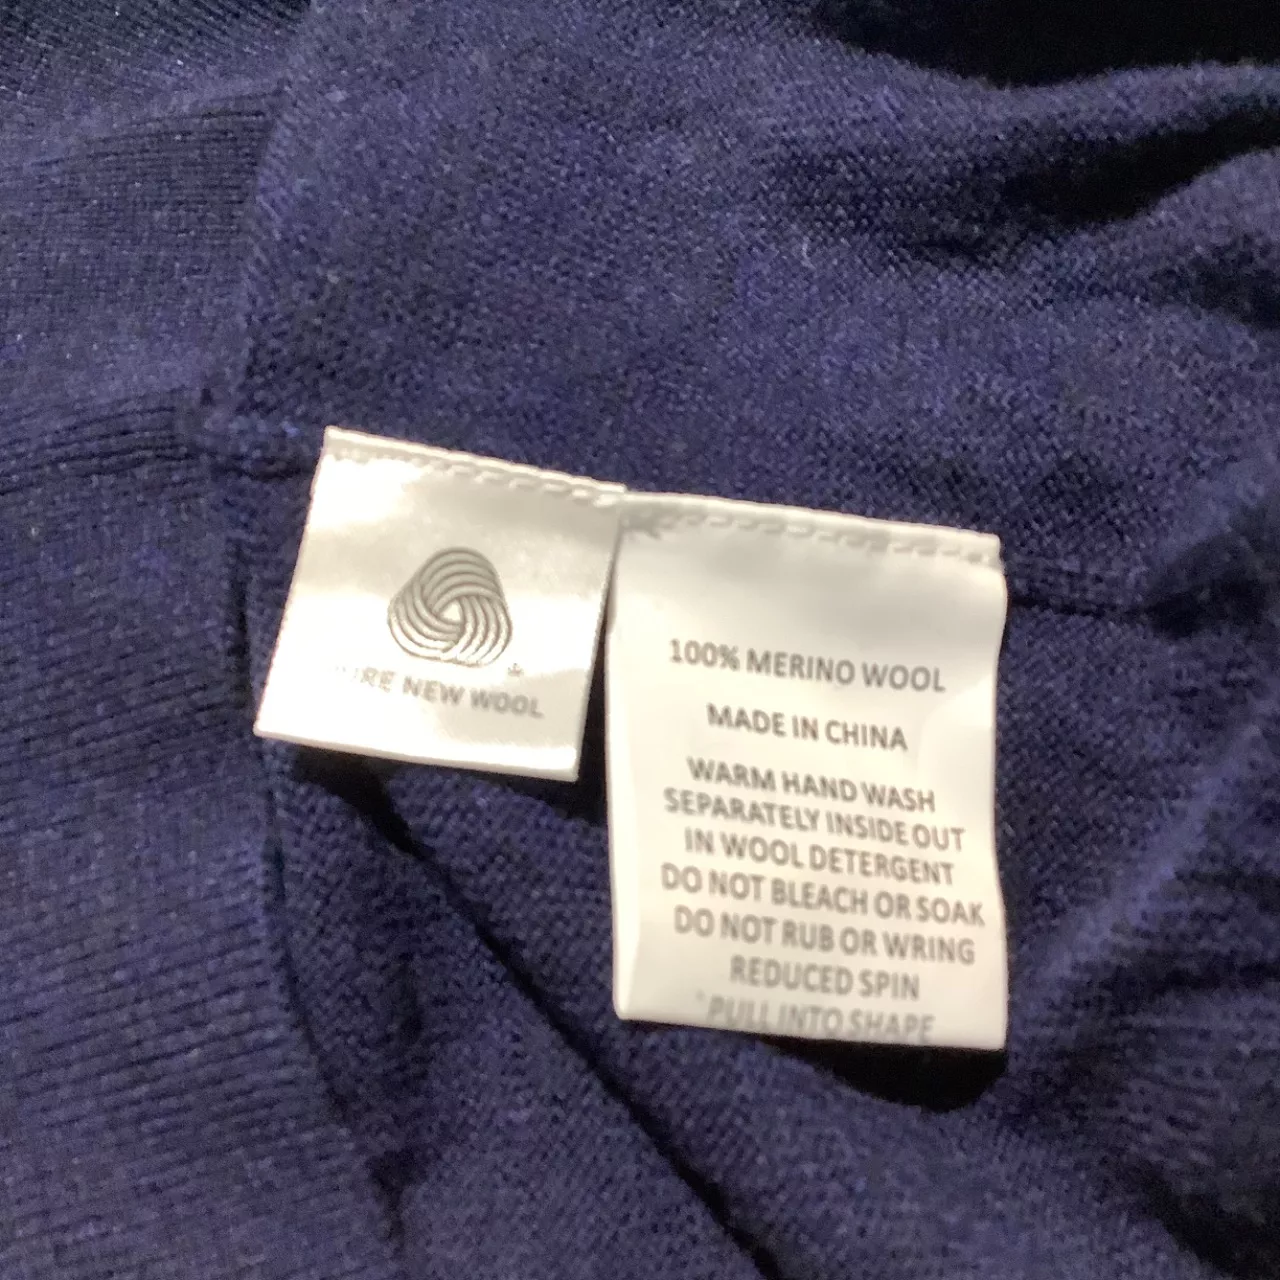 PURE NEW WOOL
100% MERINO WOOL
MADE IN CHINA
WARM HAND WASH
SEPARATELY INSIDE OUT
IN WOOL DETERGENT
DO NOT BLEACH OR SOAK
DO NOT RUB OR WRING
REDUCED SPIN
PULL INTO SHAPE